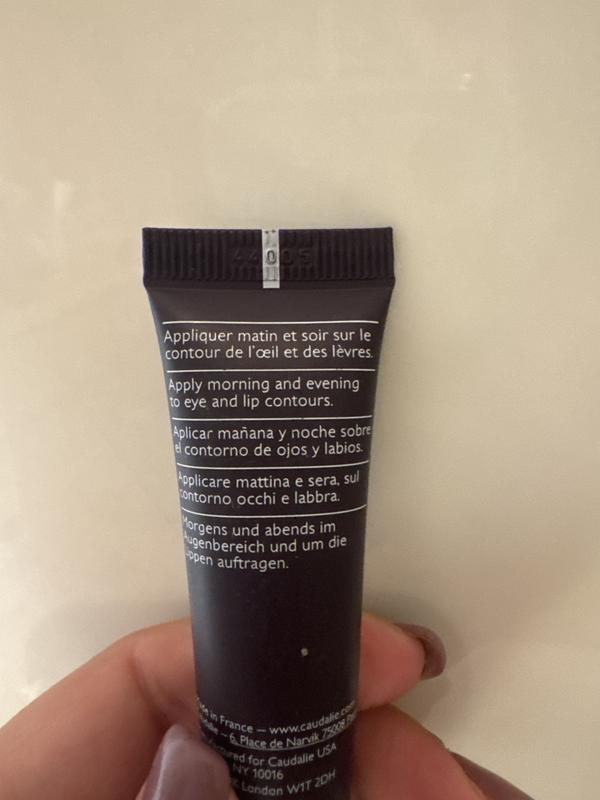 44005
Appliquer matin et soir sur le
contour de l'œil et des lèvres.
Apply morning and evening
to eye and lip contours.
Aplicar mañana y noche sobre
el contorno de ojos y labios.
Applicare mattina e sera, sul
contorno occhi e labbra.
Morgens und abends im
Augenbereich und um die
Lippen auftragen.
in France – www.caudalie.com
– 6, Place de Narvik 75008
for Caudalie USA
NY 10016
London W1T 2DH